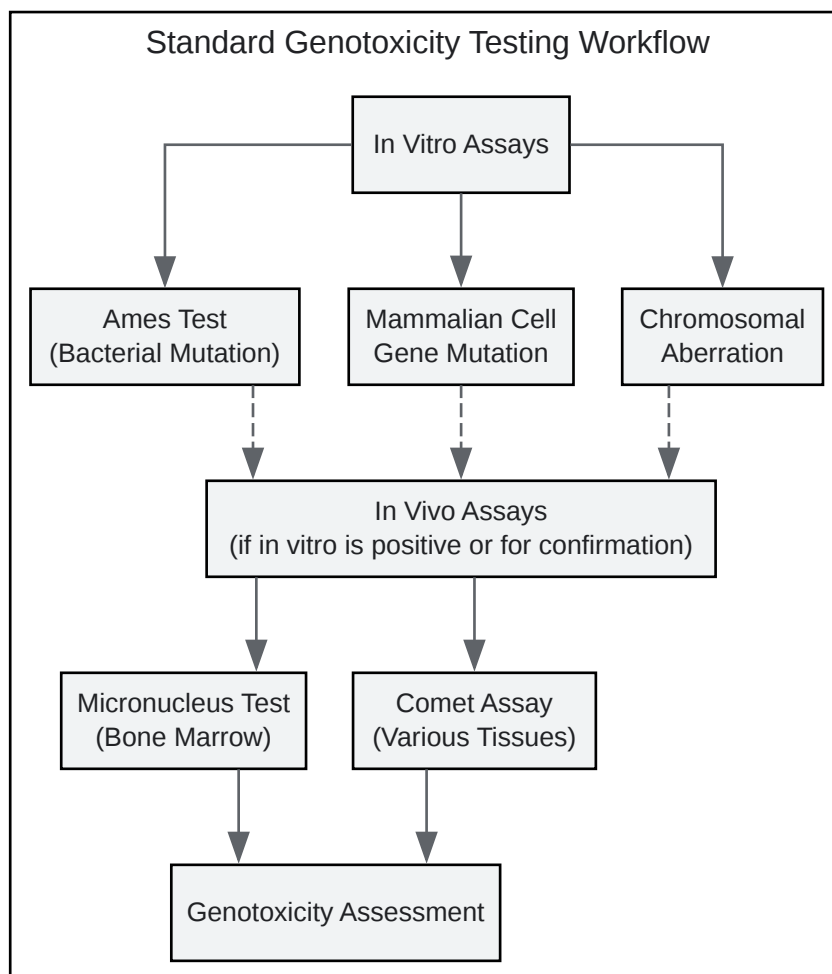 Standard Genotoxicity Testing Workflow
In Vitro Assays
Ames Test
(Bacterial Mutation)
Mammalian Cell
Gene Mutation
Chromosomal
Aberration
In Vivo Assays
(if in vitro is positive or for confirmation)
Micronucleus Test
(Bone Marrow)
Comet Assay
(Various Tissues)
Genotoxicity Assessment